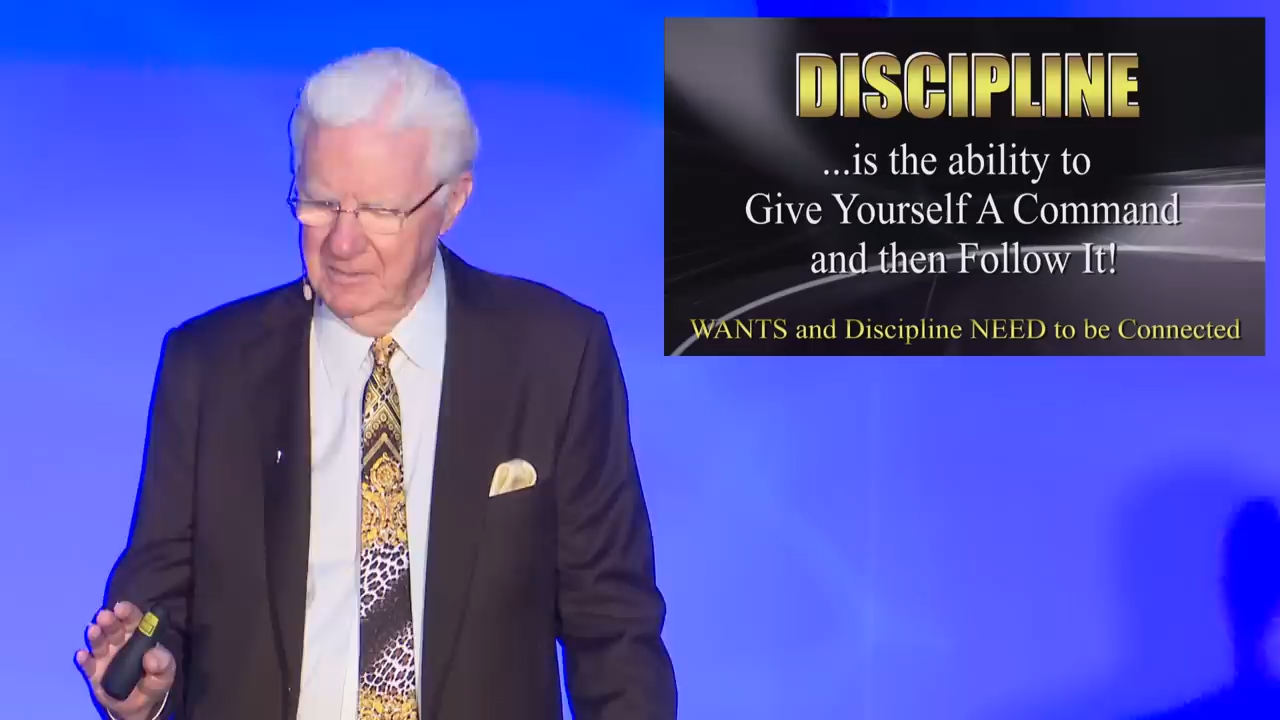 DISCIPLINE
...is the ability to
Give Yourself A Command
and then Follow It!
WANTS and Discipline NEED to be Connected